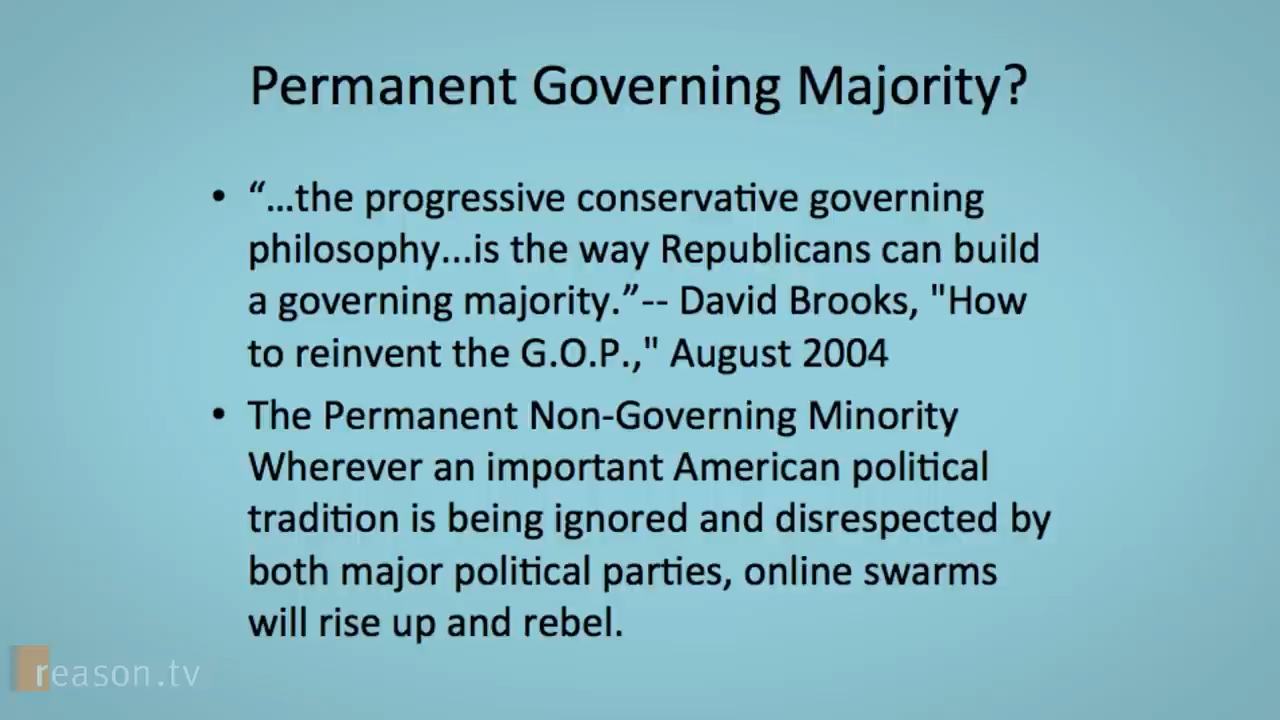 Permanent Governing Majority?
• “...the progressive conservative governing
philosophy...is the way Republicans can build
a governing majority.”-- David Brooks, "How
to reinvent the G.O.P.," August 2004
• The Permanent Non-Governing Minority
Wherever an important American political
tradition is being ignored and disrespected by
both major political parties, online swarms
will rise up and rebel.
reason.tv